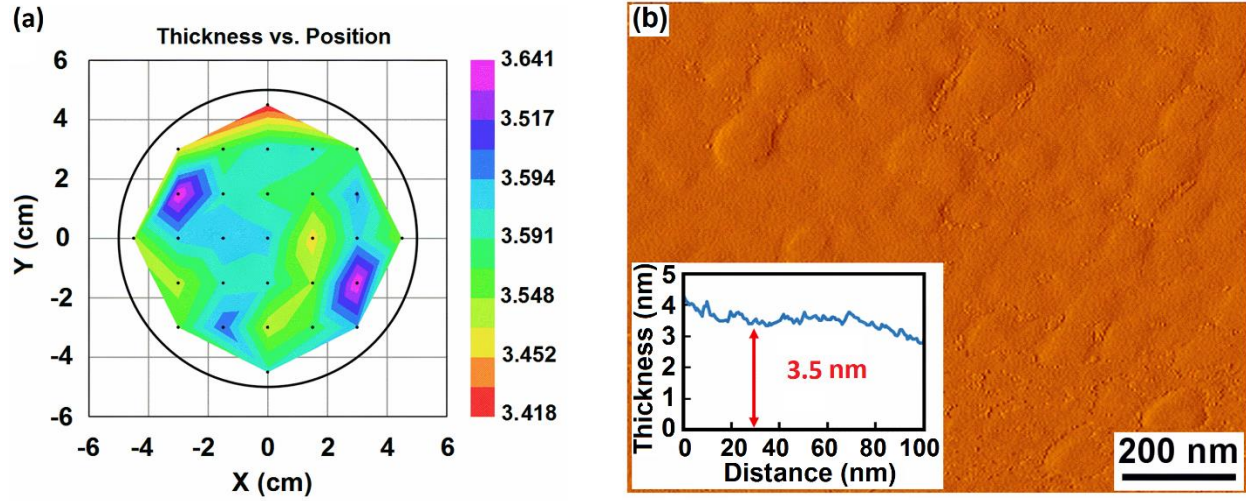 (a)
Thickness vs. Position
6
4
2
0
-2
-4
-6
Y (cm)
-6 -4 -2 0 2 4 6
X (cm)
3.641
3.517
3.594
3.591
3.548
3.452
3.418
(b)
5
4
3
2
1
0
Thickness (nm)
3.5 nm
0 20 40 60 80 100
Distance (nm)
200 nm